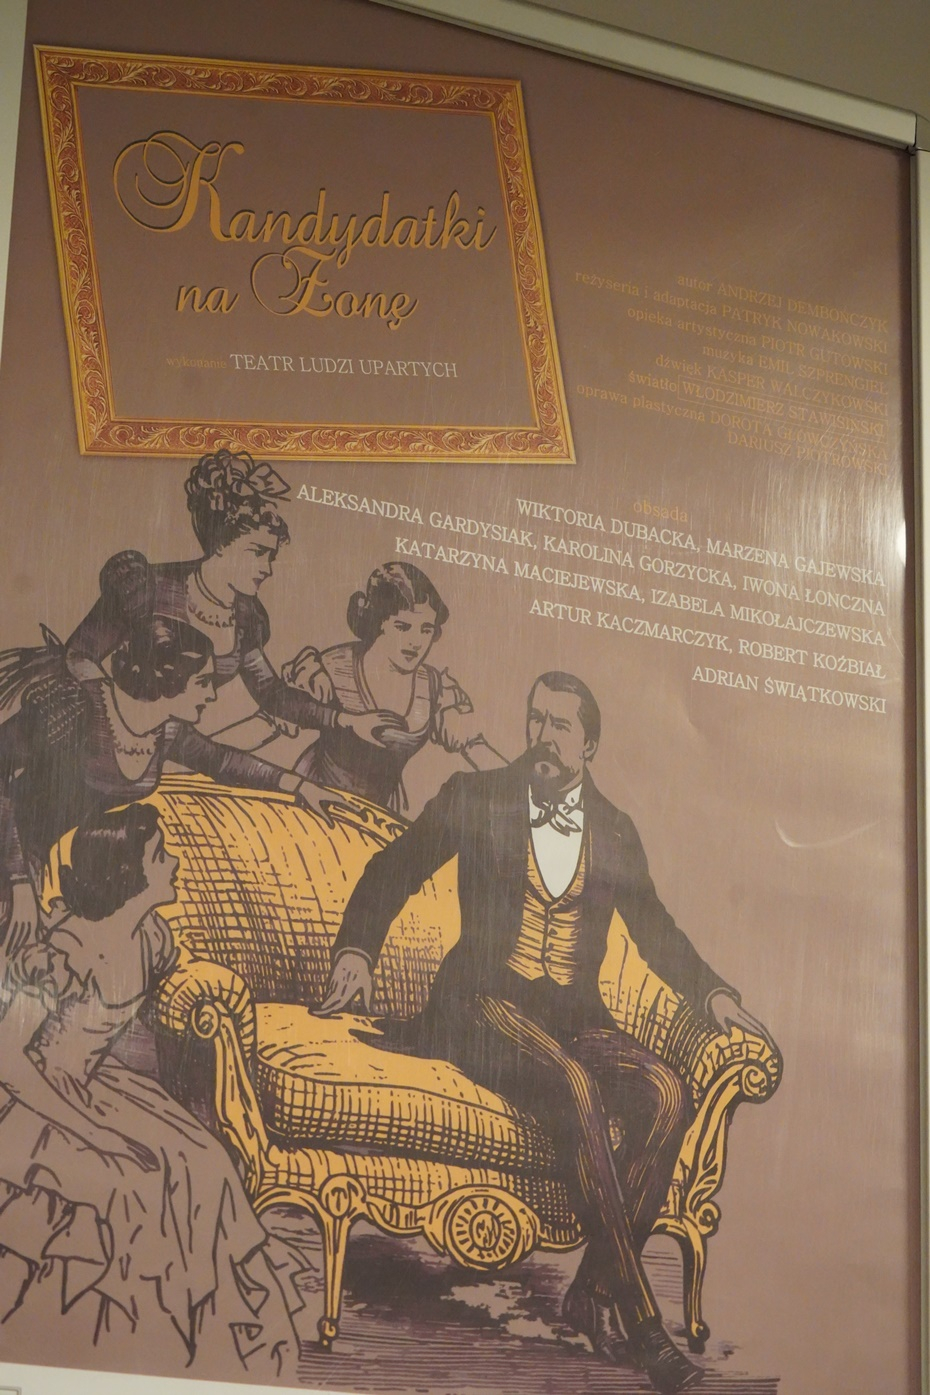 Kandydatki
na Żonę
wykonanie TEATR LUDZI UPARTYCH
autor ANDRZEJ DEMBOŃCZYK
reżyseria i adaptacja PATRYK NOWAKOWSKI
opieka artystyczna PIOTR GUTOWSKI
muzyka EMIL SZPRENGIEL
dźwięk KASPER WALCZYKOWSKI
światło WŁODZIMIERZ STAWISIŃSKI
oprawa plastyczna DOROTA
DARIUSZ PIOTROWSKI
obsada
WIKTORIA DUBACKA, MARZENA GAJEWSKA
ALEKSANDRA GARDYSIAK, KAROLINA GORZYCKA, IWONA ŁONCZNA
KATARZYNA MACIEJEWSKA, IZABELA MIKOŁAJCZEWSKA
ARTUR KACZMARCZYK, ROBERT KOŹBIAŁ
ADRIAN ŚWIĄTKOWSKI